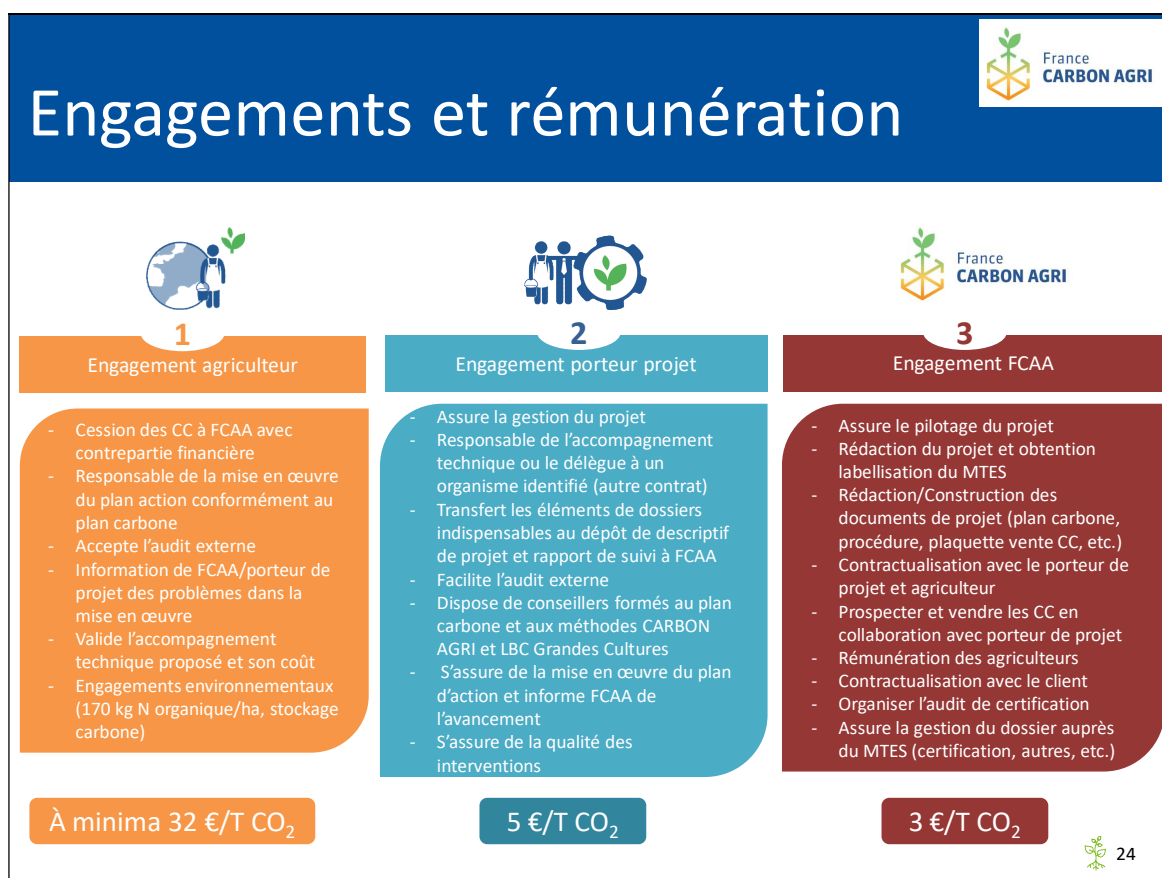 France
CARBON AGRI
Engagements et rémunération
1
Engagement agriculteur
- Cession des CC à FCAA avec
contrepartie financière
- Responsable de la mise en œuvre
du plan action conformément au
plan carbone
- Accepte l'audit externe
- Information de FCAA/porteur de
projet des problèmes dans la
mise en œuvre
- Valide l'accompagnement
technique proposé et son coût
- Engagements environnementaux
(170 kg N organique/ha, stockage
carbone)
À minima 32 €/T CO₂
2
Engagement porteur projet
- Assure la gestion du projet
- Responsable de l'accompagnement
technique ou le délègue à un
organisme identifié (autre contrat)
- Transfert les éléments de dossiers
indispensables au dépôt de descriptif
de projet et rapport de suivi à FCAA
- Facilite l'audit externe
- Dispose de conseillers formés au plan
carbone et aux méthodes CARBON
AGRI et LBC Grandes Cultures
- S'assure de la mise en œuvre du plan
d'action et informe FCAA de
l'avancement
- S'assure de la qualité des
interventions
5 €/T CO₂
France
CARBON AGRI
3
Engagement FCAA
- Assure le pilotage du projet
- Rédaction du projet et obtention
labellisation du MTES
- Rédaction/Construction des
documents de projet (plan carbone,
procédure, plaquette vente CC, etc.)
- Contractualisation avec le porteur de
projet et agriculteur
- Prospecter et vendre les CC en
collaboration avec porteur de projet
- Rémunération des agriculteurs
- Contractualisation avec le client
- Organiser l'audit de certification
- Assure la gestion du dossier auprès
du MTES (certification, autres, etc.)
3 €/T CO₂
24